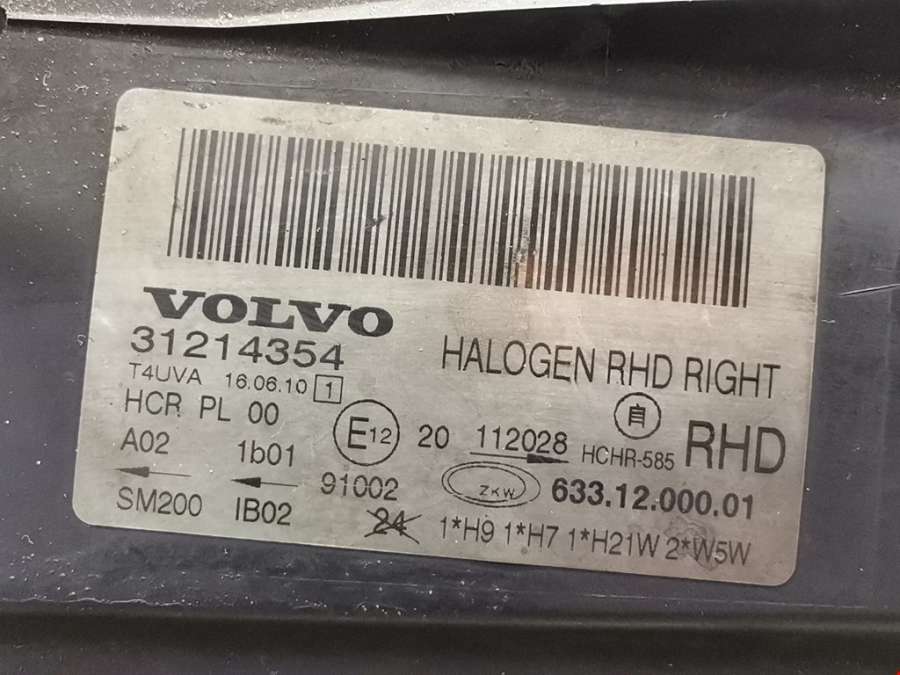 VOLVO
31214354
HALOGEN RHD RIGHT
T4UVA 16.06.10 1
HCR PL 00
自
E12 20 112028 HCHR-585 RHD
A02 1b01
91002 ZKW 633.12.000.01
SM200 IB02
24 1*H9 1*H7 1*H21W 2*W5W